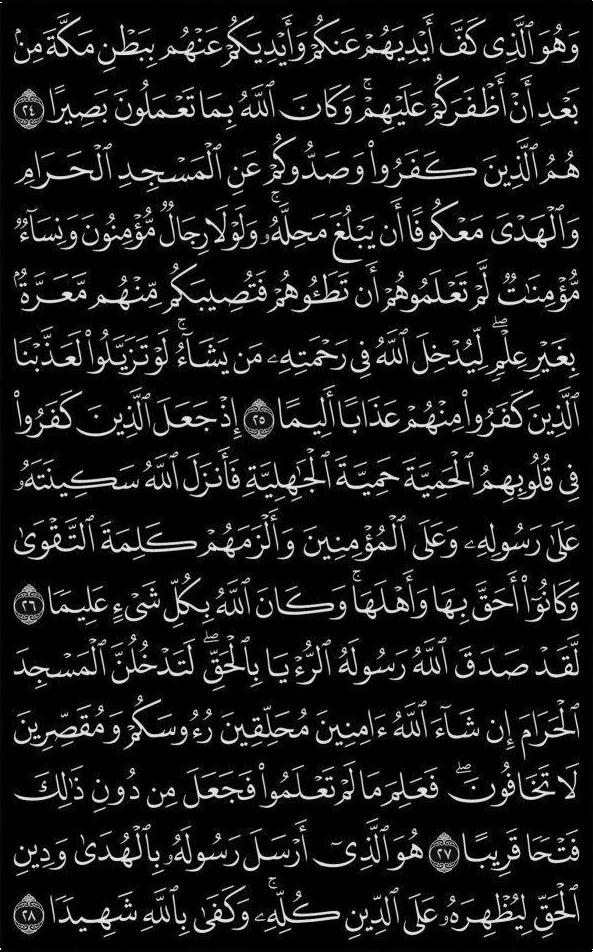 وَهُوَ ٱلَّذِى كَفَّ أَيْدِيَهُمْ عَنكُمْ وَأَيْدِيَكُمْ عَنْهُم بِبَطْنِ مَكَّةَ مِنۢ
بَعْدِ أَنْ أَظْفَرَكُمْ عَلَيْهِمْ ۚ وَكَانَ ٱللَّهُ بِمَا تَعْمَلُونَ بَصِيرًا ٢٤
هُمُ ٱلَّذِينَ كَفَرُوا۟ وَصَدُّوكُمْ عَنِ ٱلْمَسْجِدِ ٱلْحَرَامِ
وَٱلْهَدْىَ مَعْكُوفًا أَن يَبْلُغَ مَحِلَّهُۥ ۚ وَلَوْلَا رِجَالٌ مُّؤْمِنُونَ وَنِسَآءٌ
مُّؤْمِنَـٰتٌ لَّمْ تَعْلَمُوهُمْ أَن تَطَـُٔوهُمْ فَتُصِيبَكُم مِّنْهُم مَّعَرَّةٌۢ
بِغَيْرِ عِلْمٍ ۖ لِّيُدْخِلَ ٱللَّهُ فِى رَحْمَتِهِۦ مَن يَشَآءُ ۚ لَوْ تَزَيَّلُوا۟ لَعَذَّبْنَا
ٱلَّذِينَ كَفَرُوا۟ مِنْهُمْ عَذَابًا أَلِيمًا ٢٥ إِذْ جَعَلَ ٱلَّذِينَ كَفَرُوا۟
فِى قُلُوبِهِمُ ٱلْحَمِيَّةَ حَمِيَّةَ ٱلْجَـٰهِلِيَّةِ فَأَنزَلَ ٱللَّهُ سَكِينَتَهُۥ
عَلَىٰ رَسُولِهِۦ وَعَلَى ٱلْمُؤْمِنِينَ وَأَلْزَمَهُمْ كَلِمَةَ ٱلتَّقْوَىٰ
وَكَانُوٓا۟ أَحَقَّ بِهَا وَأَهْلَهَا ۚ وَكَانَ ٱللَّهُ بِكُلِّ شَىْءٍ عَلِيمًا ٢٦
لَّقَدْ صَدَقَ ٱللَّهُ رَسُولَهُ ٱلرُّءْيَا بِٱلْحَقِّ ۖ لَتَدْخُلُنَّ ٱلْمَسْجِدَ
ٱلْحَرَامَ إِن شَآءَ ٱللَّهُ ءَامِنِينَ مُحَلِّقِينَ رُءُوسَكُمْ وَمُقَصِّرِينَ
لَا تَخَافُونَ ۖ فَعَلِمَ مَا لَمْ تَعْلَمُوا۟ فَجَعَلَ مِن دُونِ ذَٰلِكَ
فَتْحًا قَرِيبًا ٢٧ هُوَ ٱلَّذِىٓ أَرْسَلَ رَسُولَهُۥ بِٱلْهُدَىٰ وَدِينِ
ٱلْحَقِّ لِيُظْهِرَهُۥ عَلَى ٱلدِّينِ كُلِّهِۦ ۚ وَكَفَىٰ بِٱللَّهِ شَهِيدًا ٢٨